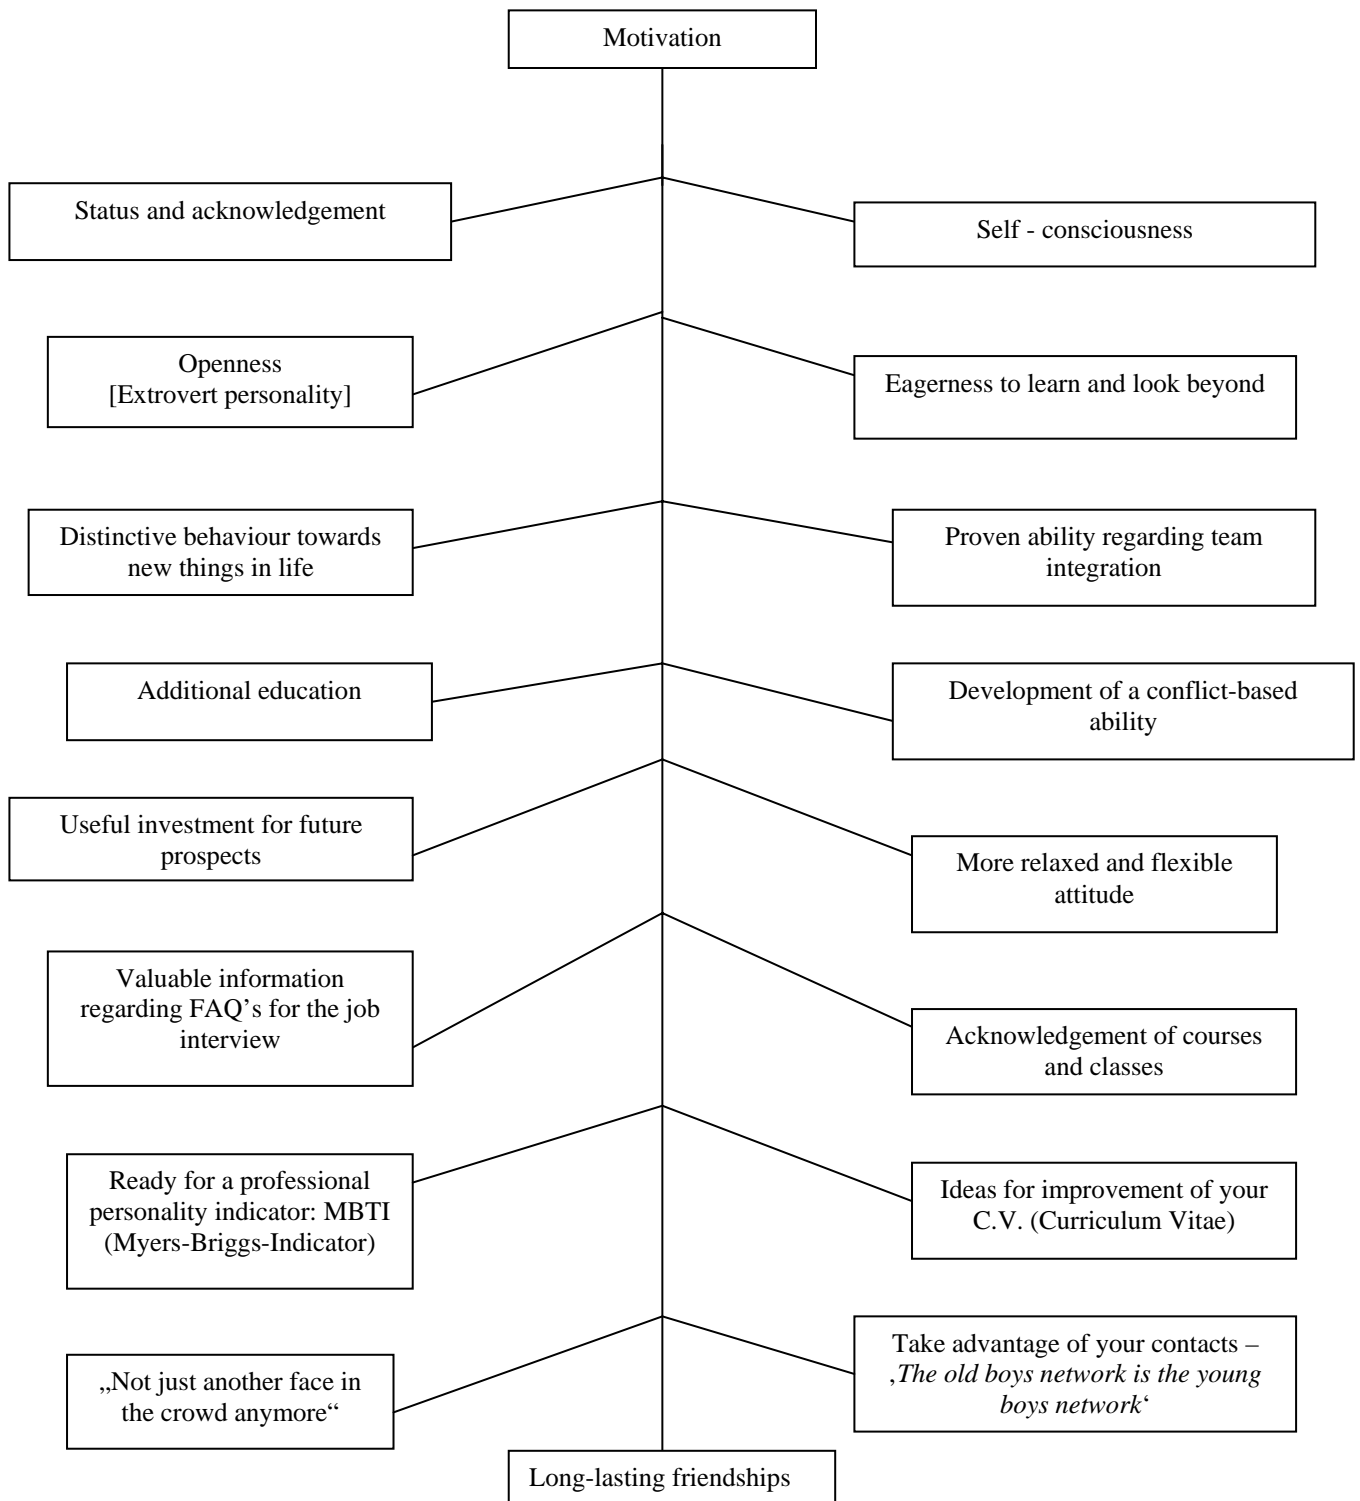 Motivation
Status and acknowledgement
Self - consciousness
Openness
[Extrovert personality]
Eagerness to learn and look beyond
Distinctive behaviour towards
new things in life
Proven ability regarding team
integration
Additional education
Development of a conflict-based
ability
Useful investment for future
prospects
More relaxed and flexible
attitude
Valuable information
regarding FAQ’s for the job
interview
Acknowledgement of courses
and classes
Ready for a professional
personality indicator: MBTI
(Myers-Briggs-Indicator)
Ideas for improvement of your
C.V. (Curriculum Vitae)
„Not just another face in
the crowd anymore“
Take advantage of your contacts –
‚The old boys network is the young
boys network‘
Long-lasting friendships